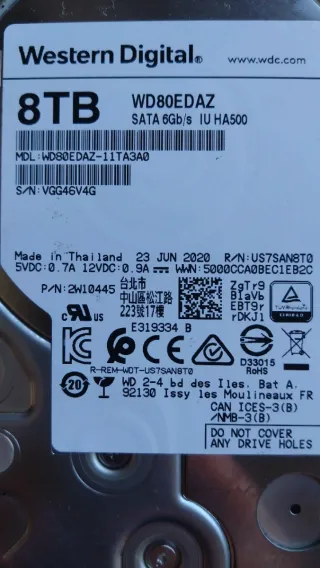 Western Digital® www.wdc.com
8TB WD80EDAZ
SATA 6Gb/s IU HA500
MDL: WD80EDAZ-11TA3A0
S/N: VGG46V4G
Made in Thailand 23 JUN 2020 R/N: US7SAN8T0
5VDC: 0.7A 12VDC: 0.9A WWN: 5000CCA0BEC1EB2C
P/N: 2W10445
台北市
中山區松江路
223號17樓
ZgTr9
BlaVb
EBT9r
rDKJ1
c US
E319334 B
D33015
RoHS
R-REM-WDT-US7SAN8T0
20
WD 2-4 bd des Iles. Bat A.
92130 Issy les Moulineaux FR
CAN ICES-3(B)
/NMB-3(B)
DO NOT COVER
ANY DRIVE HOLES